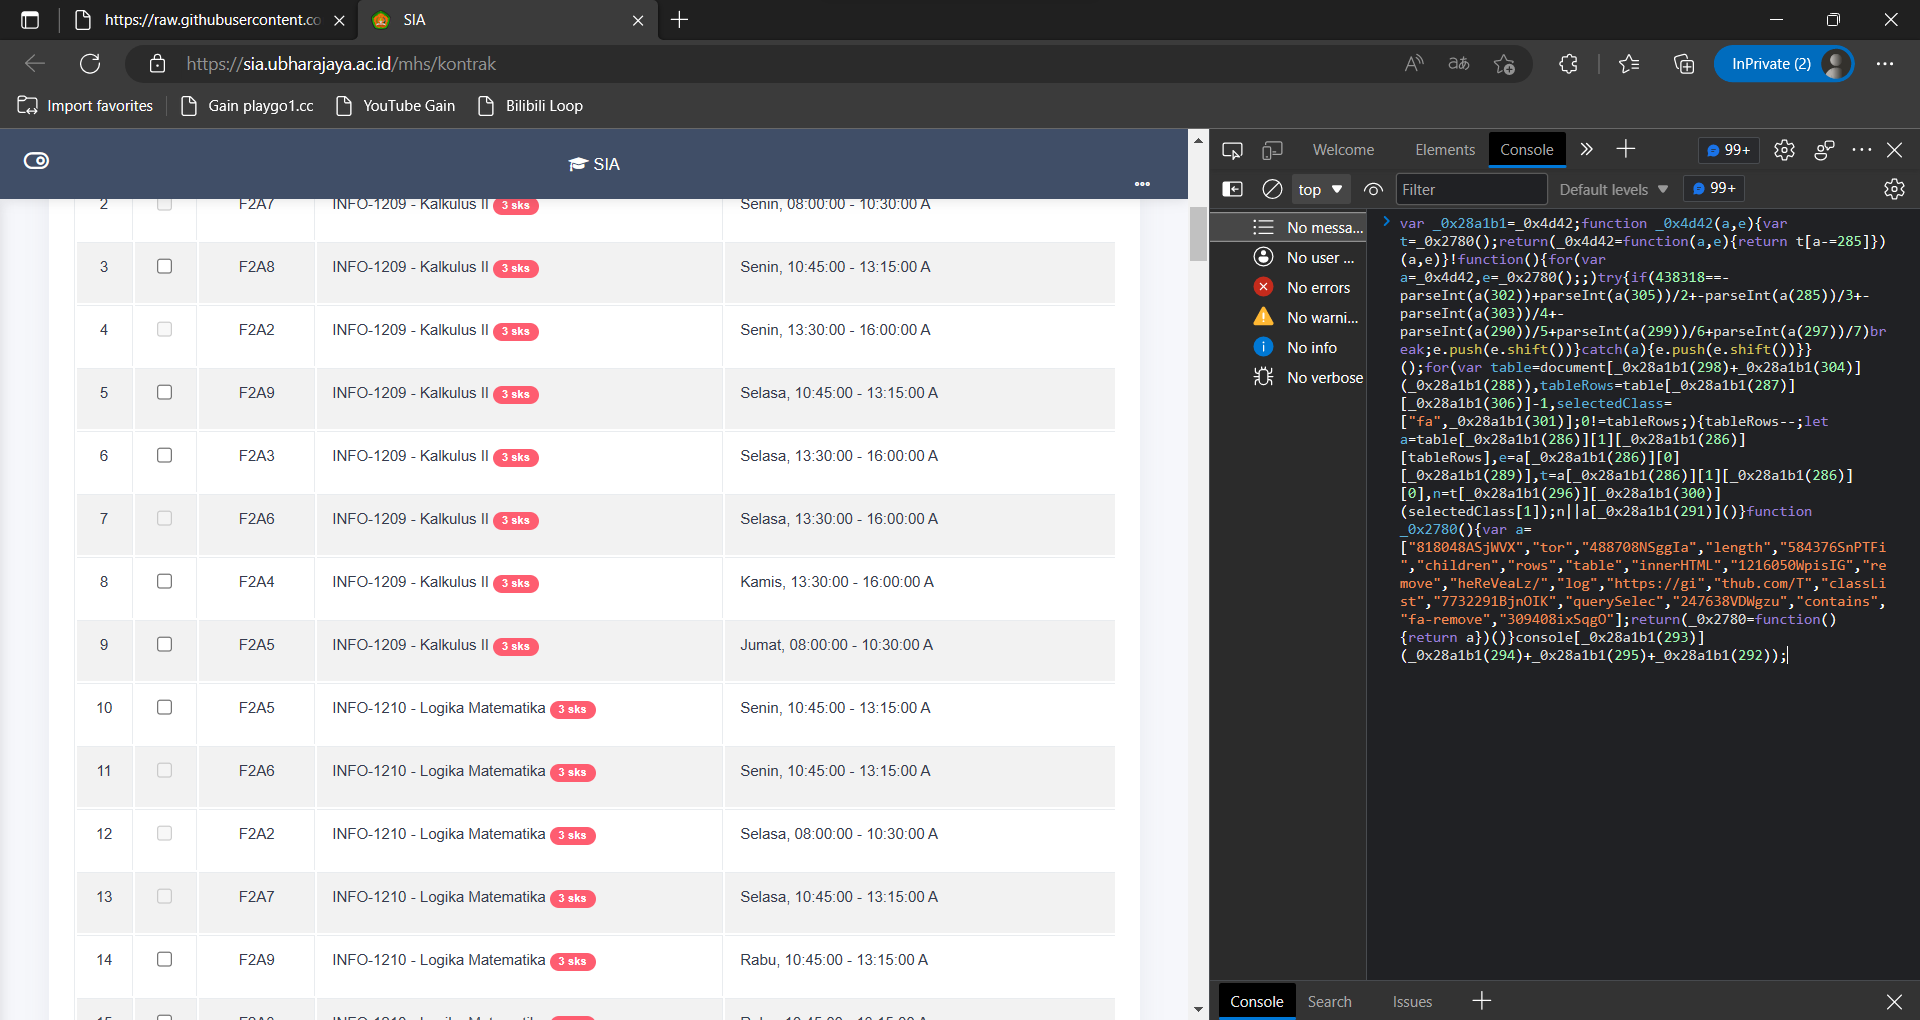 https://raw.githubusercontent.co
SIA
https://sia.ubharajaya.ac.id/mhs/kontrak
InPrivate (2)
Import favorites
Gain playgo1.cc
YouTube Gain
Bilibili Loop
SIA
2 F2A7 INFO-1209 - Kalkulus II 3 sks Senin, 08:00:00 - 10:30:00 A
3 F2A8 INFO-1209 - Kalkulus II 3 sks Senin, 10:45:00 - 13:15:00 A
4 F2A2 INFO-1209 - Kalkulus II 3 sks Senin, 13:30:00 - 16:00:00 A
5 F2A9 INFO-1209 - Kalkulus II 3 sks Selasa, 10:45:00 - 13:15:00 A
6 F2A3 INFO-1209 - Kalkulus II 3 sks Selasa, 13:30:00 - 16:00:00 A
7 F2A6 INFO-1209 - Kalkulus II 3 sks Selasa, 13:30:00 - 16:00:00 A
8 F2A4 INFO-1209 - Kalkulus II 3 sks Kamis, 13:30:00 - 16:00:00 A
9 F2A5 INFO-1209 - Kalkulus II 3 sks Jumat, 08:00:00 - 10:30:00 A
10 F2A5 INFO-1210 - Logika Matematika 3 sks Senin, 10:45:00 - 13:15:00 A
11 F2A6 INFO-1210 - Logika Matematika 3 sks Senin, 10:45:00 - 13:15:00 A
12 F2A2 INFO-1210 - Logika Matematika 3 sks Selasa, 08:00:00 - 10:30:00 A
13 F2A7 INFO-1210 - Logika Matematika 3 sks Selasa, 10:45:00 - 13:15:00 A
14 F2A9 INFO-1210 - Logika Matematika 3 sks Rabu, 10:45:00 - 13:15:00 A
Welcome
Elements
Console
99+
top
Filter
Default levels
99+
No messa...
No user ...
No errors
No warni...
No info
No verbose
var _0x28a1b1=_0x4d42;function _0x4d42(a,e){var
t=_0x2780();return(_0x4d42=function(a,e){return t[a-=285]})
(a,e)}!function(){for(var
a=_0x4d42,e=_0x2780();;)try{if(438318==-
parseInt(a(302))+parseInt(a(305))/2+-parseInt(a(285))/3+-
parseInt(a(303))/4+-
parseInt(a(290))/5+parseInt(a(299))/6+parseInt(a(297))/7)br
eak;e.push(e.shift())}catch(a){e.push(e.shift())}}
();for(var table=document[_0x28a1b1(298)+_0x28a1b1(304)]
(_0x28a1b1(288)),tableRows=table[_0x28a1b1(287)]
[_0x28a1b1(306)]-1,selectedClass=
["fa",_0x28a1b1(301)];0!=tableRows;){tableRows--;let
a=table[_0x28a1b1(286)][1][_0x28a1b1(286)]
[tableRows],e=a[_0x28a1b1(286)][0]
[_0x28a1b1(289)],t=a[_0x28a1b1(286)][1][_0x28a1b1(286)]
[0],n=t[_0x28a1b1(296)][_0x28a1b1(300)]
(selectedClass[1]);n||a[_0x28a1b1(291)]()}function
_0x2780(){var a=
["818048ASjWVX","tor","488708NSggIa","length","584376SnPTFi
","children","rows","table","innerHTML","1216050WpisIG","re
move","heReVeaLz/","log","https://gi","thub.com/T","classLi
st","7732291BjnOIK","querySelec","247638VDWgzu","contains",
"fa-remove","309408ixSqgO"];return(_0x2780=function()
{return a})()}console[_0x28a1b1(293)]
(_0x28a1b1(294)+_0x28a1b1(295)+_0x28a1b1(292));
Console
Search
Issues